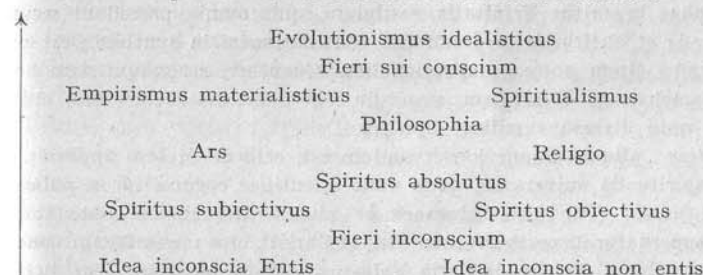 Evolutionismus idealisticus
Fieri sui conscium
Empirismus materialisticus Spiritualismus
Philosophia
Ars Religio
Spiritus absolutus
Spiritus subiectivus Spiritus obiectivus
Fieri inconscium
Idea inconscia Entis Idea inconscia non entis